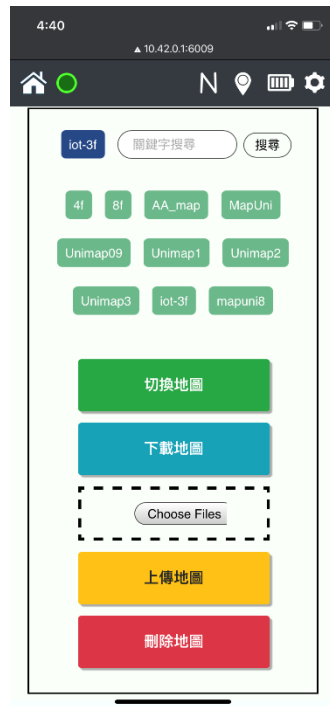 4:40
▲ 10.42.0.1:6009
N
iot-3f 關鍵字搜尋 搜尋
4f 8f AA_map MapUni
Unimap09 Unimap1 Unimap2
Unimap3 iot-3f mapuni8
切換地圖
下載地圖
Choose Files
上傳地圖
刪除地圖